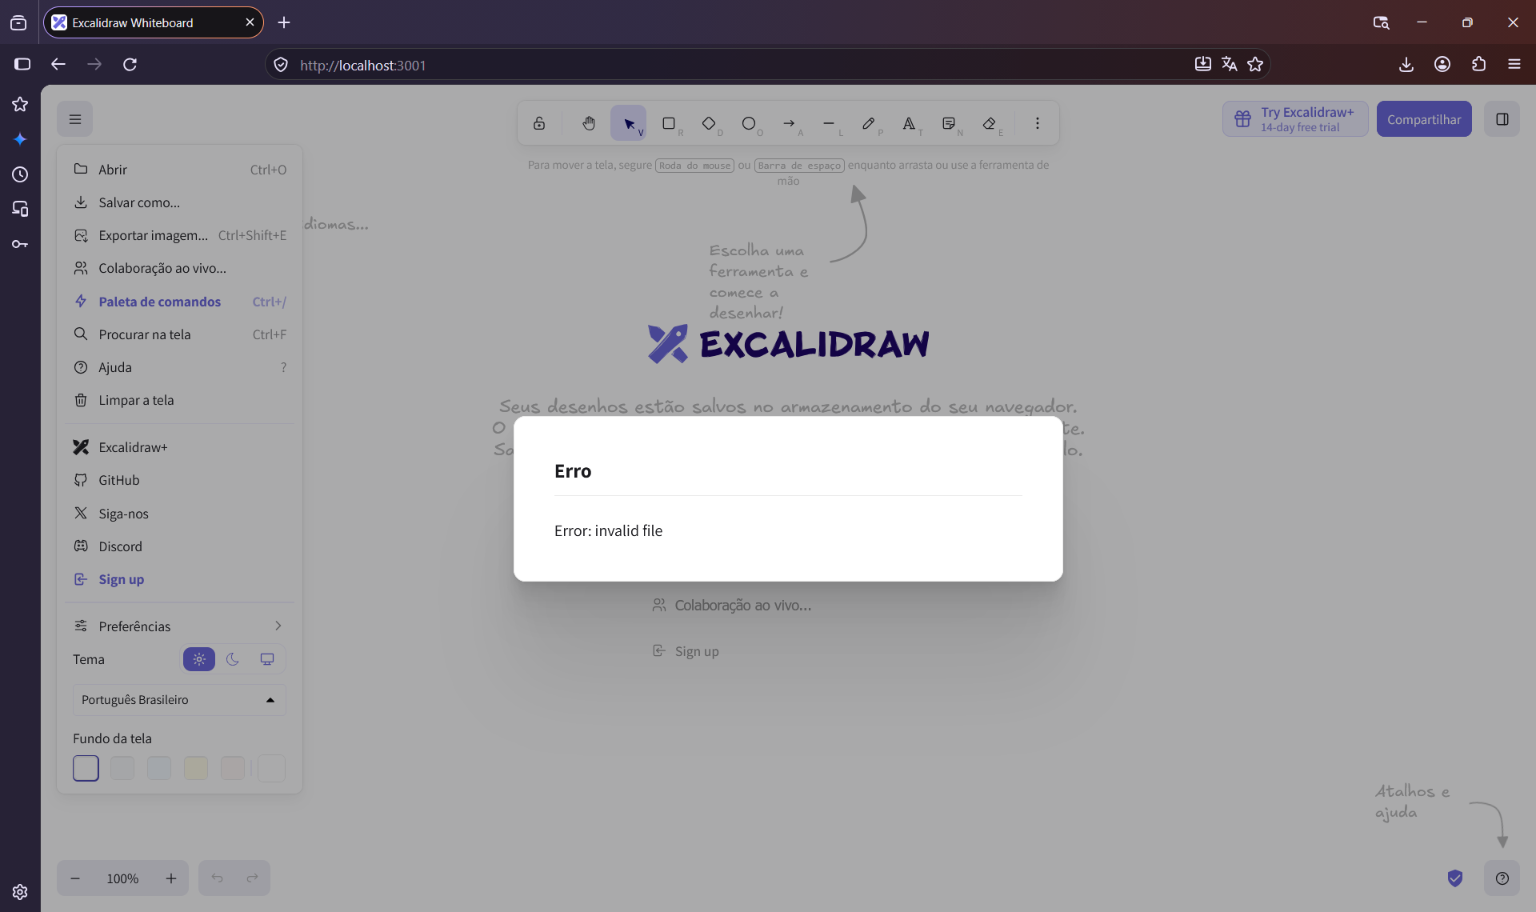 Excalidraw Whiteboard
http://localhost:3001
Abrir Ctrl+O
Salvar como...
Exportar imagem... Ctrl+Shift+E
Colaboração ao vivo...
Paleta de comandos Ctrl+/
Procurar na tela Ctrl+F
Ajuda ?
Limpar a tela
Excalidraw+
GitHub
Siga-nos
Discord
Sign up
Preferências
Tema
Português Brasileiro
Fundo da tela
V
R
D
O
A
L
P
T
N
E
Try Excalidraw+
14-day free trial
Compartilhar
Para mover a tela, segure Roda do mouse ou Barra de espaço enquanto arrasta ou use a ferramenta de
mão
diomas...
Escolha uma
ferramenta e
comece a
desenhar!
EXCALIDRAW
Seus desenhos estão salvos no armazenamento do seu navegador.
O te.
Sa lo.
Erro
Error: invalid file
Colaboração ao vivo...
Sign up
Atalhos e
ajuda
100%